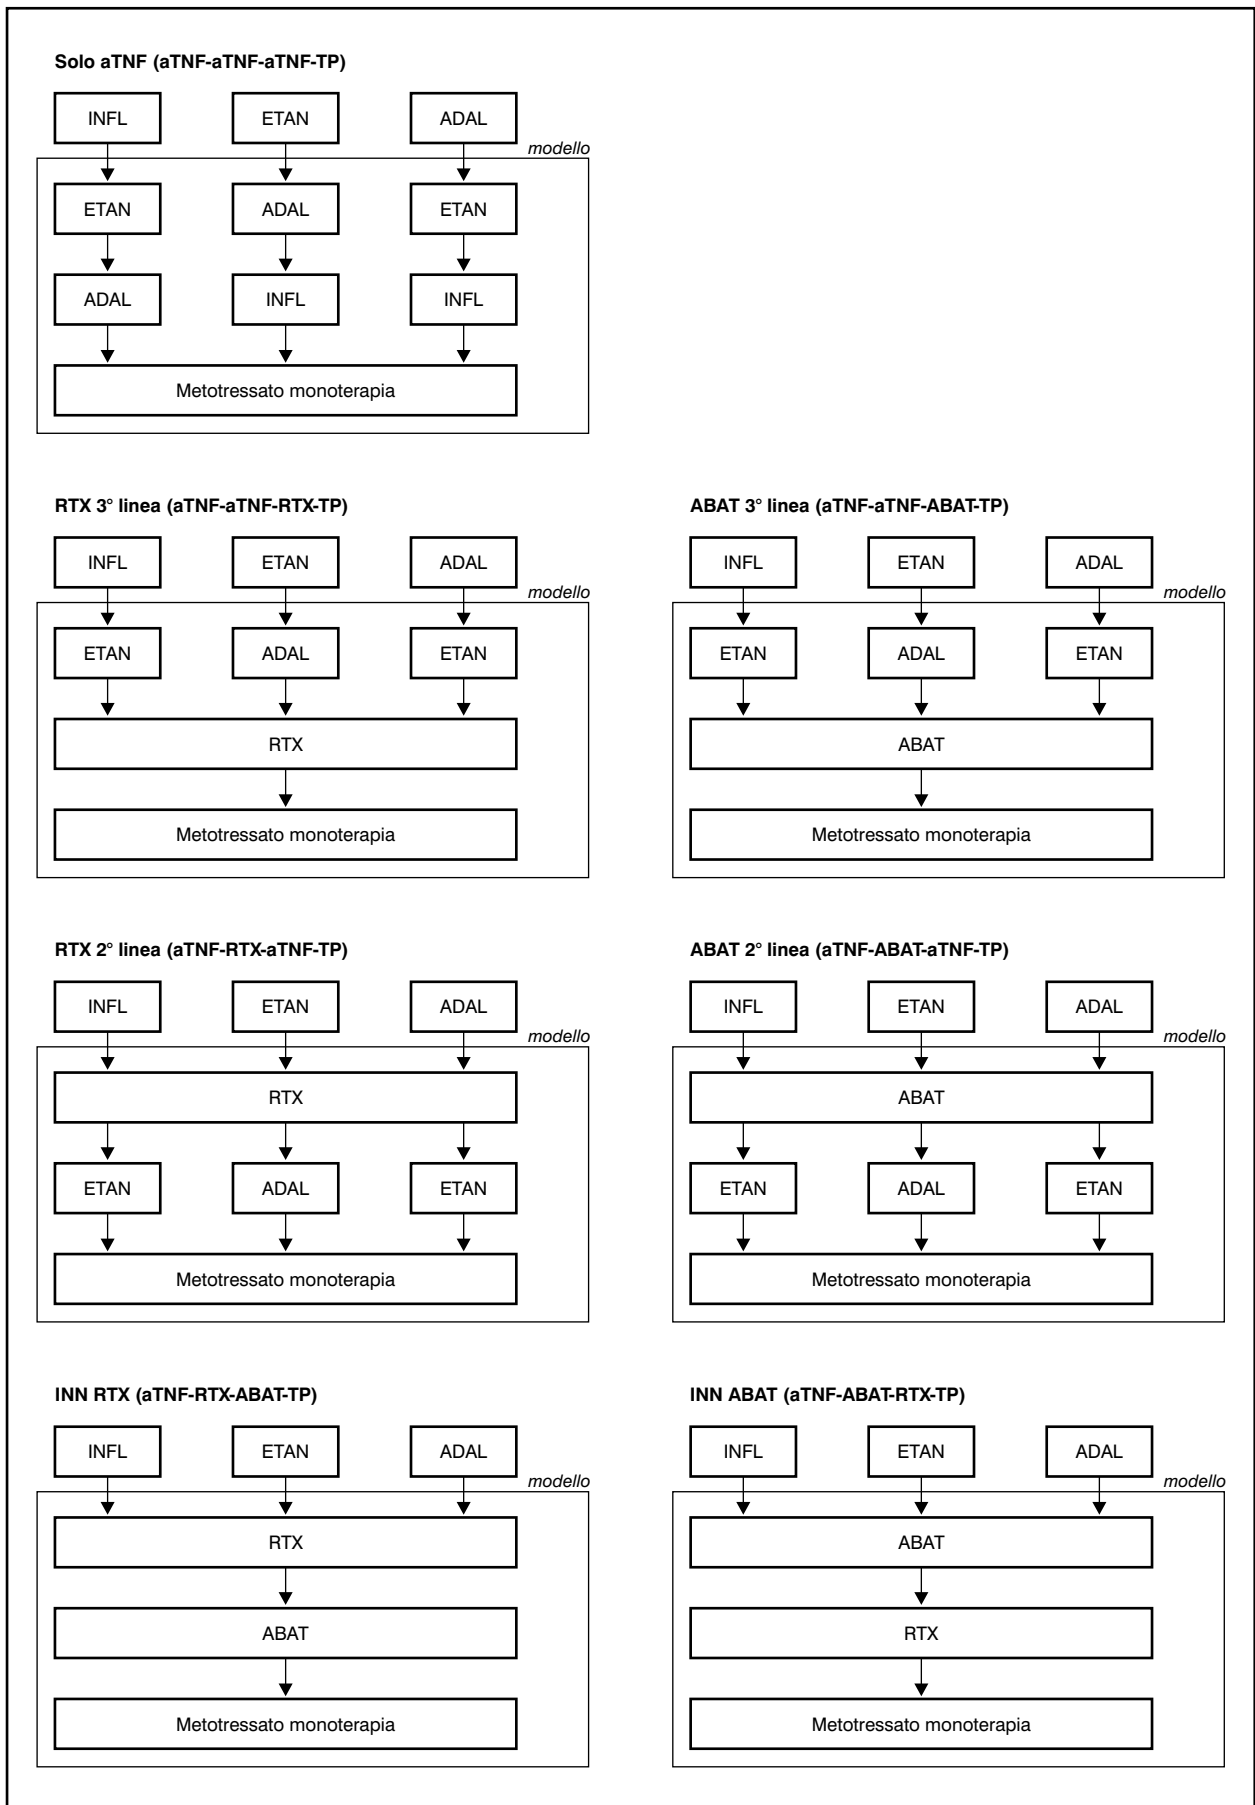 Solo aTNF (aTNF-aTNF-aTNF-TP)
INFL ETAN ADAL
modello
ETAN ADAL ETAN
ADAL INFL INFL
Metotressato monoterapia
RTX 3° linea (aTNF-aTNF-RTX-TP)
INFL ETAN ADAL
modello
ETAN ADAL ETAN
RTX
Metotressato monoterapia
ABAT 3° linea (aTNF-aTNF-ABAT-TP)
INFL ETAN ADAL
modello
ETAN ADAL ETAN
ABAT
Metotressato monoterapia
RTX 2° linea (aTNF-RTX-aTNF-TP)
INFL ETAN ADAL
modello
RTX
ETAN ADAL ETAN
Metotressato monoterapia
ABAT 2° linea (aTNF-ABAT-aTNF-TP)
INFL ETAN ADAL
modello
ABAT
ETAN ADAL ETAN
Metotressato monoterapia
INN RTX (aTNF-RTX-ABAT-TP)
INFL ETAN ADAL
modello
RTX
ABAT
Metotressato monoterapia
INN ABAT (aTNF-ABAT-RTX-TP)
INFL ETAN ADAL
modello
ABAT
RTX
Metotressato monoterapia